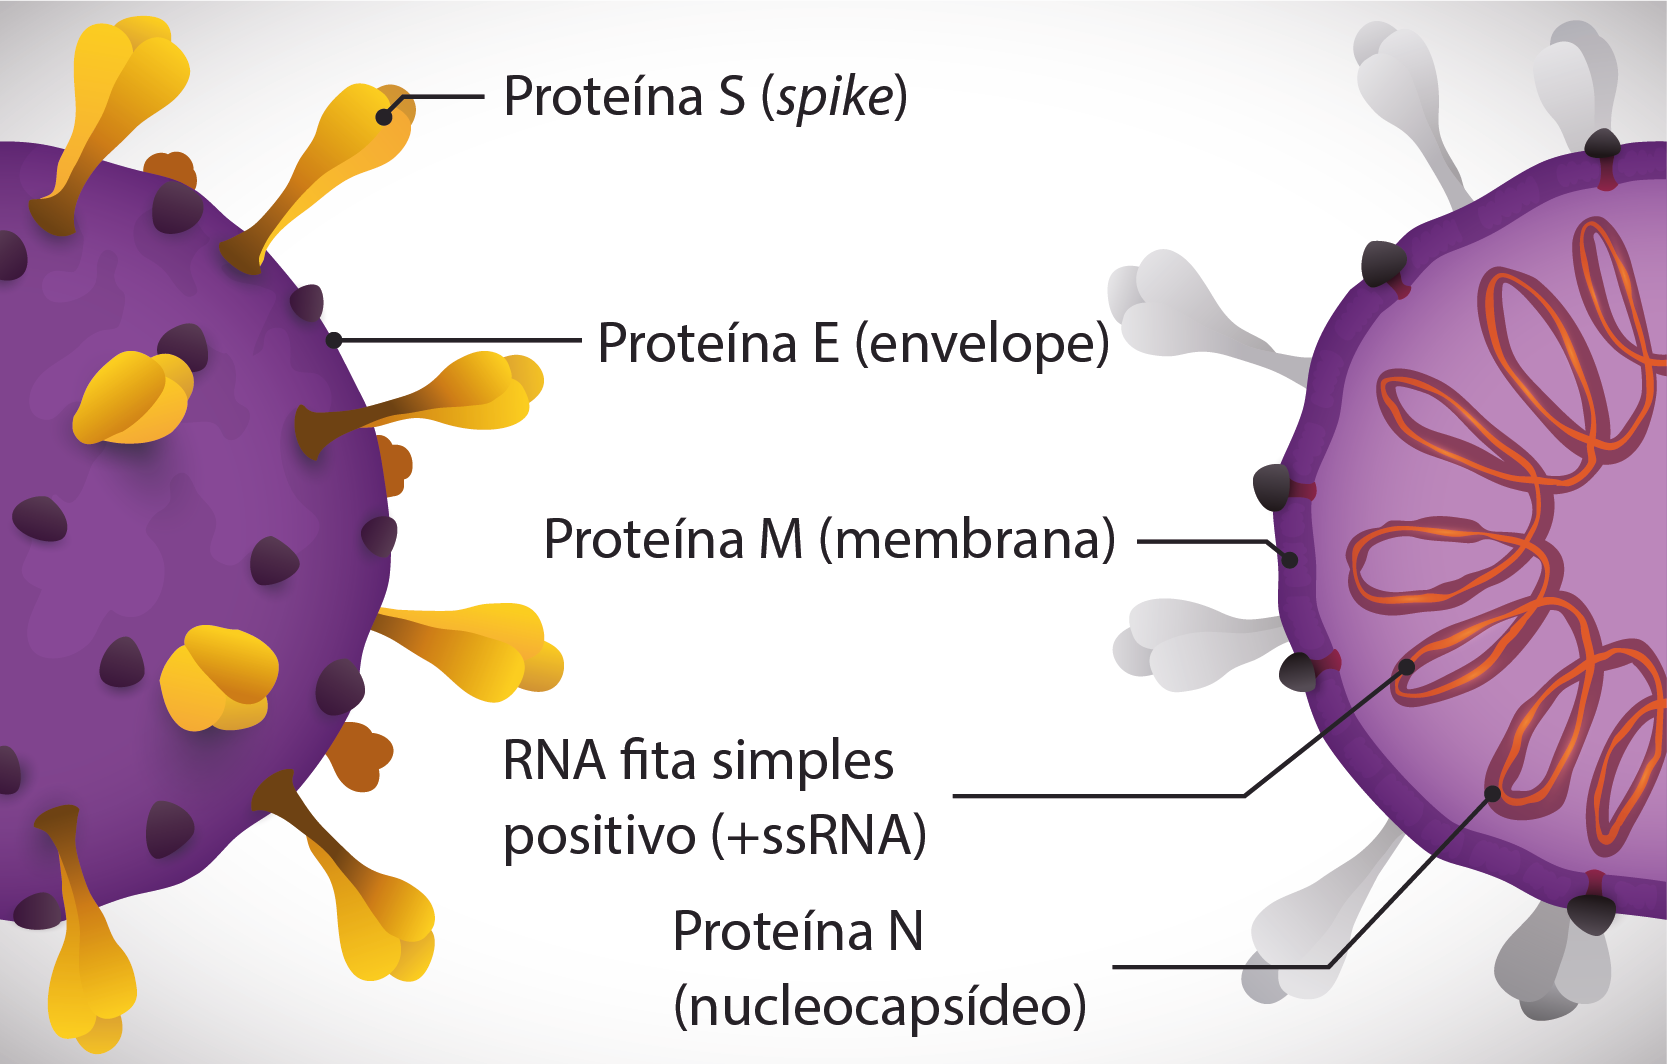 Proteína S (spike)
Proteína E (envelope)
Proteína M (membrana)
RNA fita simples
positivo (+ssRNA)
Proteína N
(nucleocapsídeo)